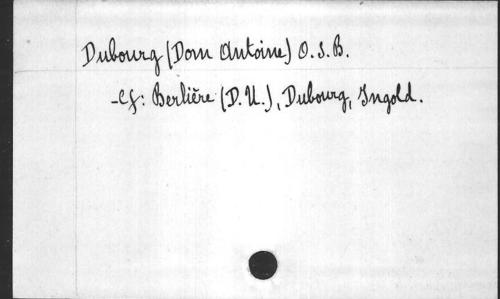 Dubourg (Dom Antoine) O.S.B.
-Cf: Berlière (D.U.), Dubourg, Ingold.